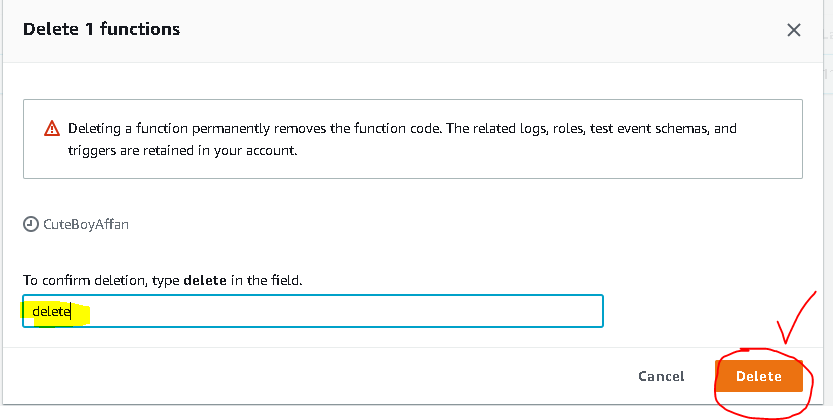 Delete 1 functions
Deleting a function permanently removes the function code. The related logs, roles, test event schemas, and
triggers are retained in your account.
CuteBoyAffan
To confirm deletion, type delete in the field.
delete
Cancel
Delete